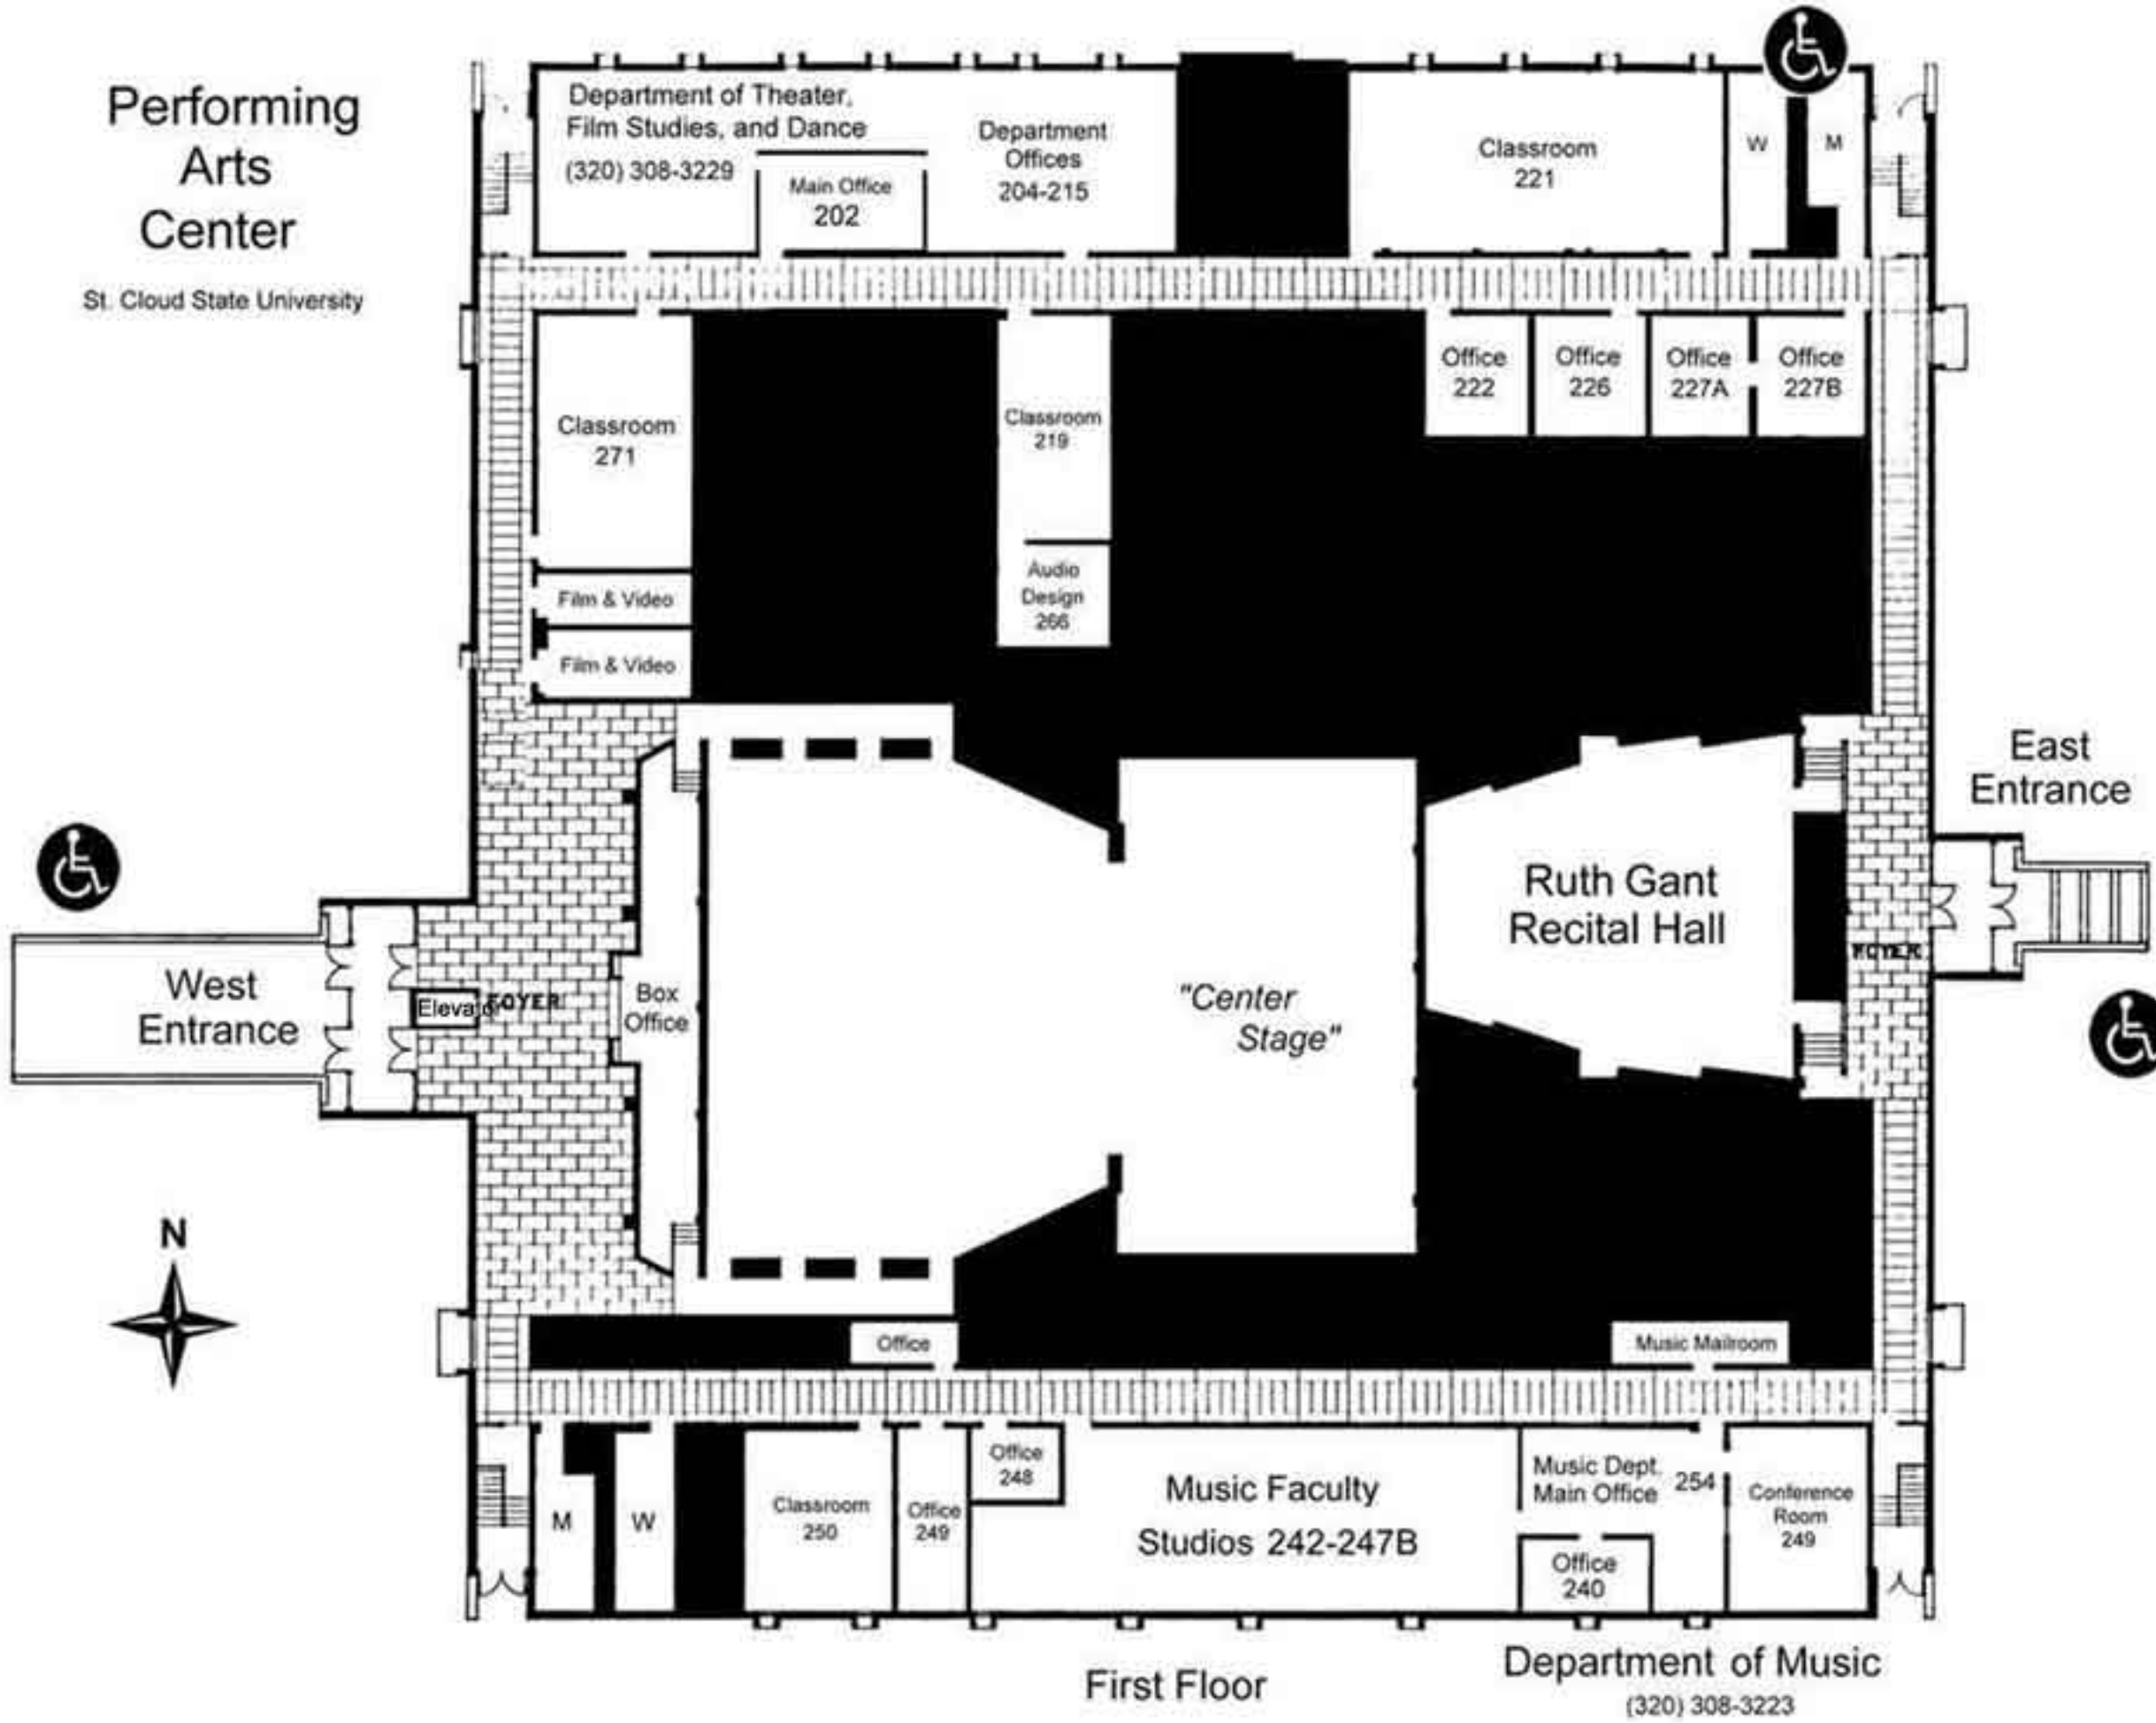 Performing
Arts
Center
St. Cloud State University
Department of Theater,
Film Studies, and Dance
(320) 308-3229
Main Office
202
Department
Offices
204-215
Classroom
221
W
M
Classroom
271
Classroom
219
Office
222
Office
226
Office
227A
Office
227B
Film & Video
Audio
Design
266
Film & Video
East
Entrance
Ruth Gant
Recital Hall
FOYER
West
Entrance
Elevator
FOYER
Box
Office
"Center
Stage"
N
Office
Music Mailroom
M
W
Classroom
250
Office
249
Office
248
Music Faculty
Studios 242-247B
Music Dept.
Main Office
254
Office
240
Conference
Room
249
First Floor
Department of Music
(320) 308-3223